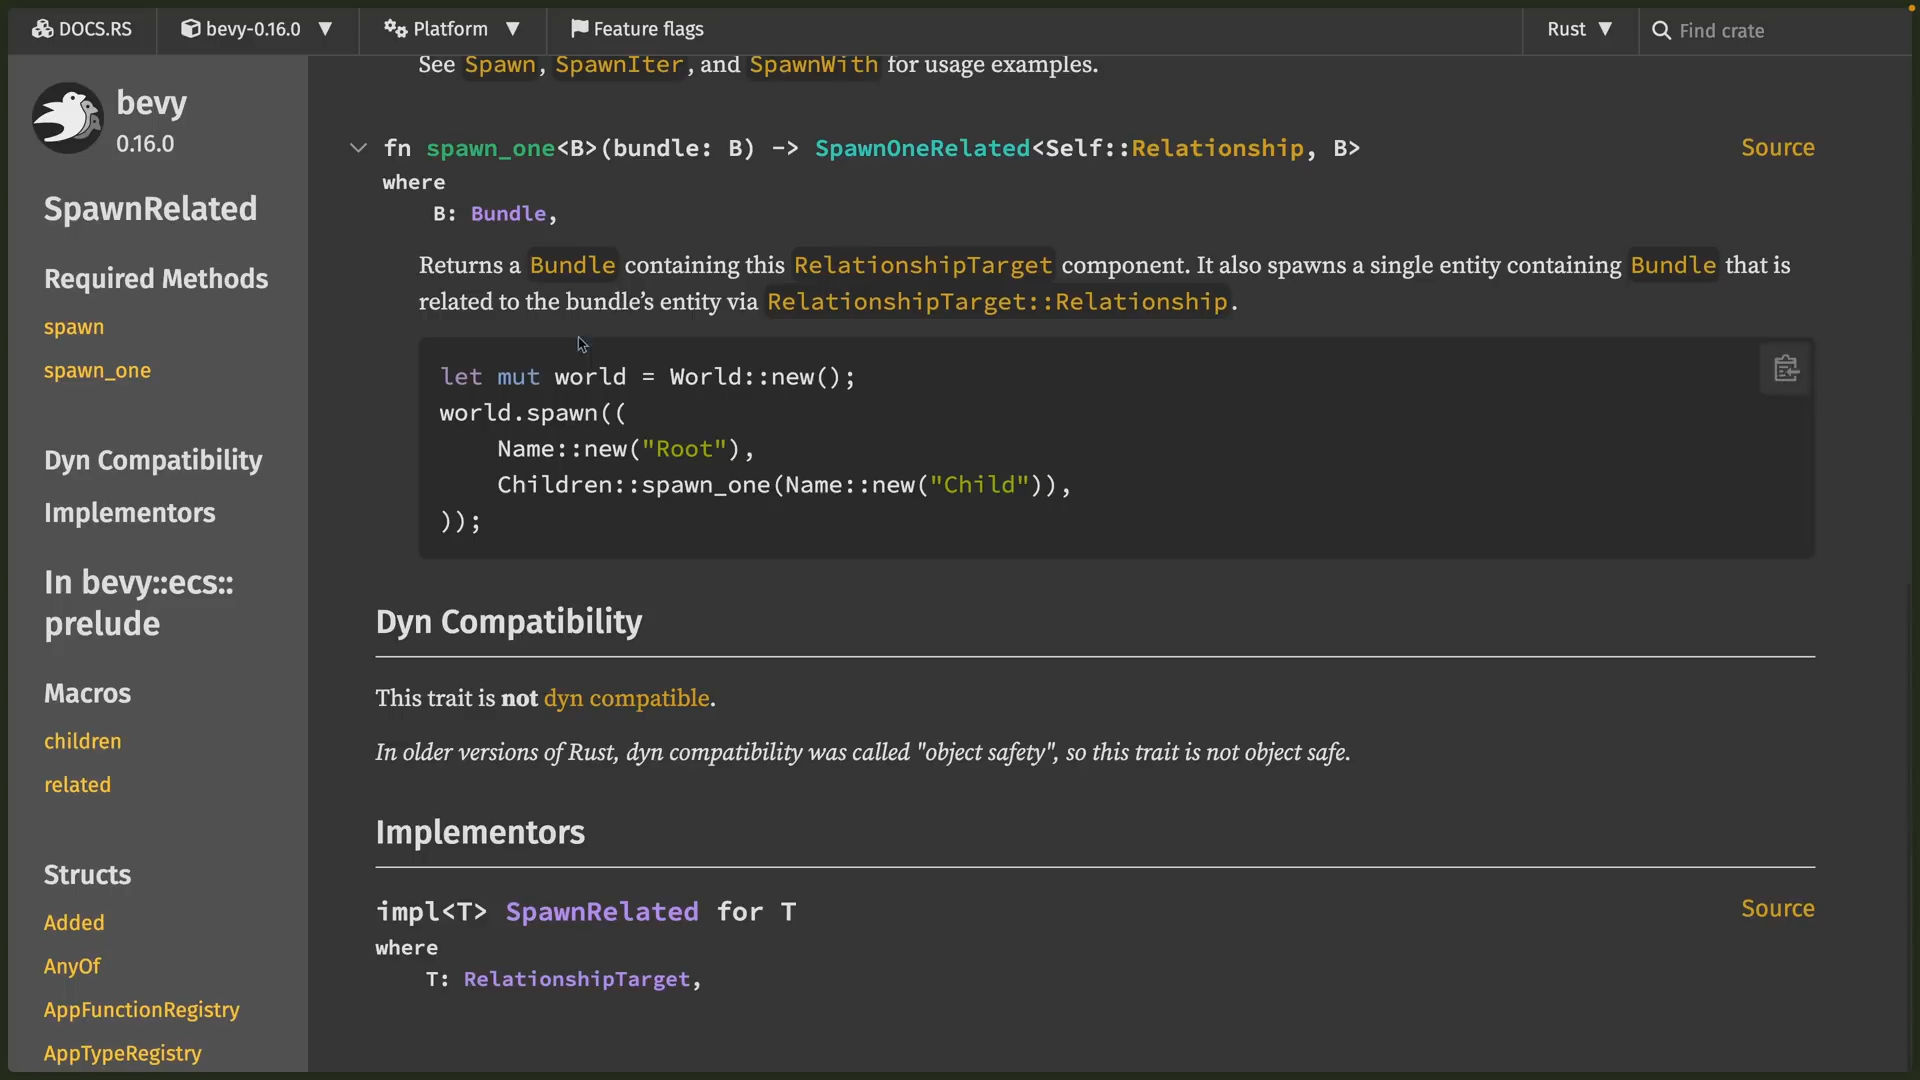 DOCS.RS
bevy-0.16.0
Platform
Feature flags
Rust
Find crate
bevy
0.16.0
SpawnRelated
Required Methods
spawn
spawn_one
Dyn Compatibility
Implementors
In bevy::ecs::
prelude
Macros
children
related
Structs
Added
AnyOf
AppFunctionRegistry
AppTypeRegistry
See Spawn, SpawnIter, and SpawnWith for usage examples.
fn spawn_one<B>(bundle: B) -> SpawnOneRelated<Self::Relationship, B>
Source
where
B: Bundle,
Returns a Bundle containing this RelationshipTarget component. It also spawns a single entity containing Bundle that is
related to the bundle’s entity via RelationshipTarget::Relationship.
let mut world = World::new();
world.spawn((
    Name::new("Root"),
    Children::spawn_one(Name::new("Child")),
));
Dyn Compatibility
This trait is not dyn compatible.
In older versions of Rust, dyn compatibility was called "object safety", so this trait is not object safe.
Implementors
impl<T> SpawnRelated for T
Source
where
T: RelationshipTarget,